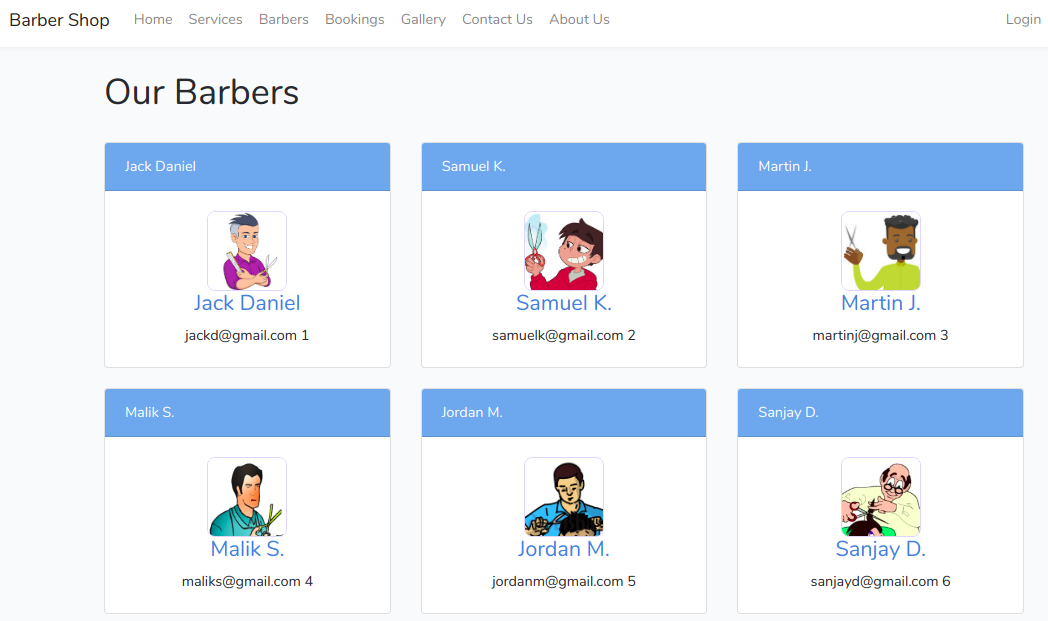 Barber Shop Home Services Barbers Bookings Gallery Contact Us About Us Login
Our Barbers
Jack Daniel
Samuel K.
Martin J.
Jack Daniel
Samuel K.
Martin J.
jackd@gmail.com 1
samuelk@gmail.com 2
martinj@gmail.com 3
Malik S.
Jordan M.
Sanjay D.
Malik S.
Jordan M.
Sanjay D.
maliks@gmail.com 4
jordanm@gmail.com 5
sanjayd@gmail.com 6